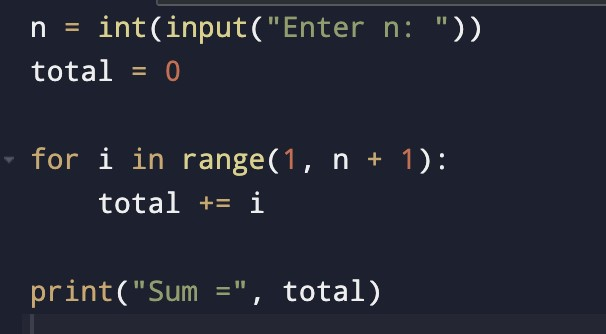 n = int(input("Enter n: "))
total = 0
for i in range(1, n + 1):
    total += i
print("Sum =", total)